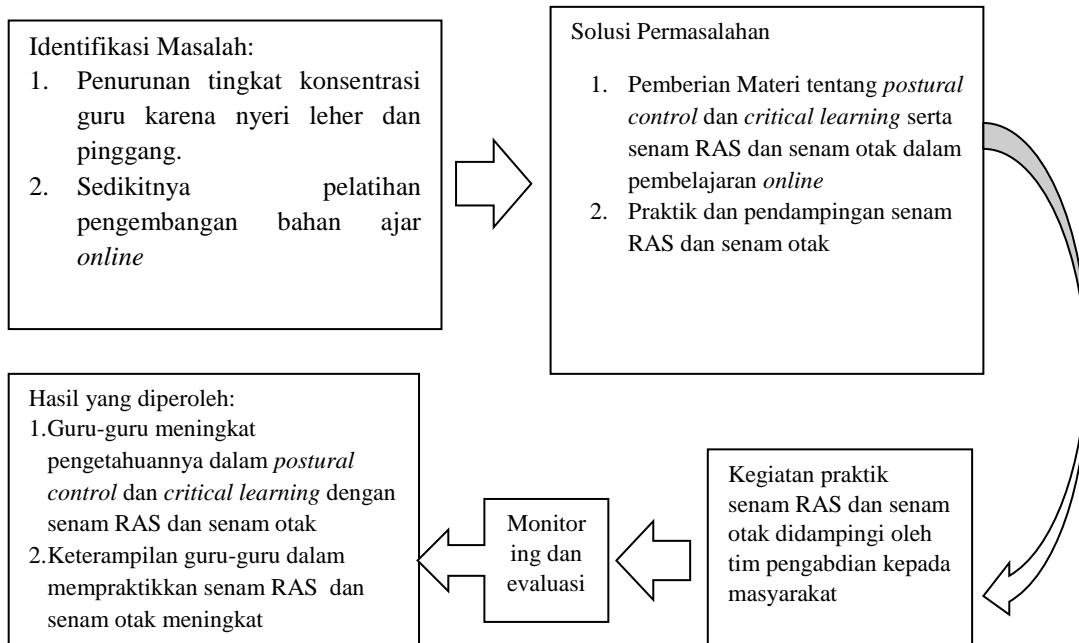 Identifikasi Masalah:
1. Penurunan tingkat konsentrasi
guru karena nyeri leher dan
pinggang.
2. Sedikitnya pelatihan
pengembangan bahan ajar
online
Solusi Permasalahan
1. Pemberian Materi tentang postural
control dan critical learning serta
senam RAS dan senam otak dalam
pembelajaran online
2. Praktik dan pendampingan senam
RAS dan senam otak
Kegiatan praktik
senam RAS dan senam
otak didampingi oleh
tim pengabdian kepada
masyarakat
Monitor
ing dan
evaluasi
Hasil yang diperoleh:
1.Guru-guru meningkat
pengetahuannya dalam postural
control dan critical learning dengan
senam RAS dan senam otak
2.Keterampilan guru-guru dalam
mempraktikkan senam RAS dan
senam otak meningkat